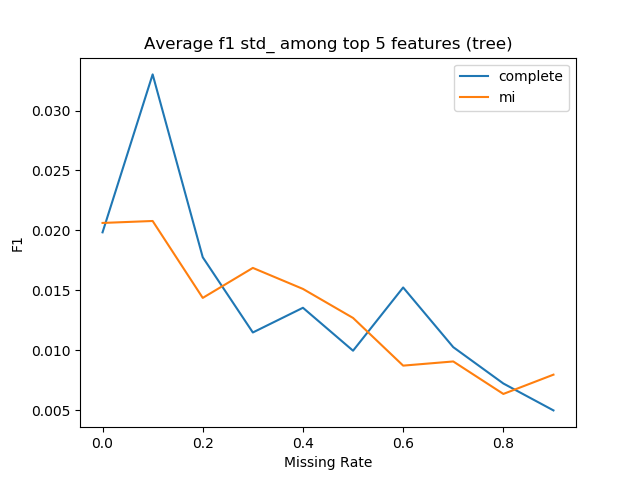 Average f1 std_ among top 5 features (tree)
complete
mi
0.030
0.025
0.020
0.015
0.010
0.005
F1
0.0 0.2 0.4 0.6 0.8
Missing Rate